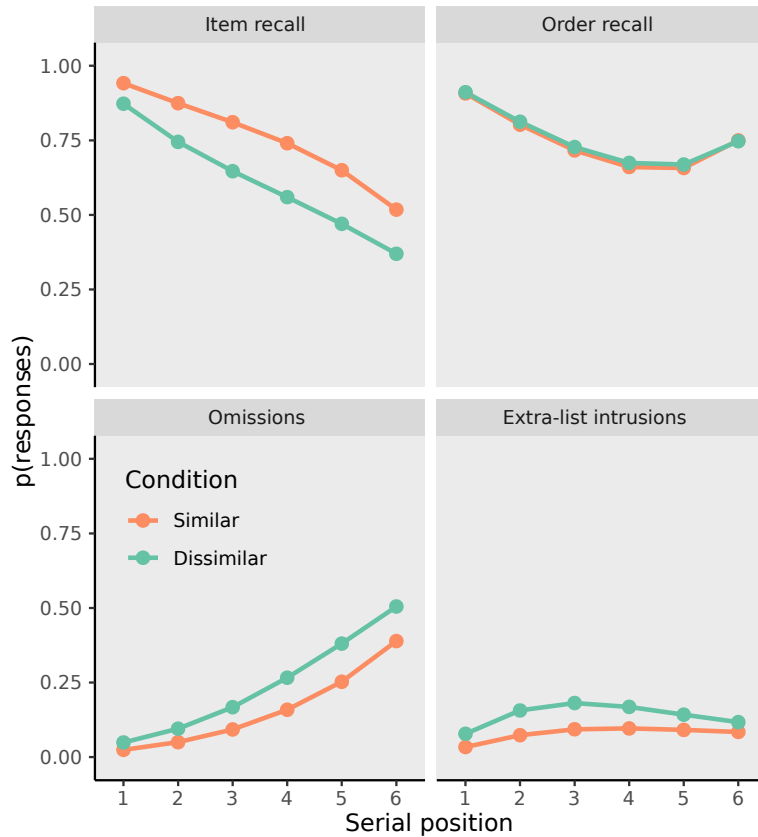 Item recall
Order recall
1.00
0.75
0.50
0.25
0.00
Omissions
Extra-list intrusions
1.00
0.75
0.50
0.25
0.00
Condition
Similar
Dissimilar
1 2 3 4 5 6
1 2 3 4 5 6
Serial position
p(responses)